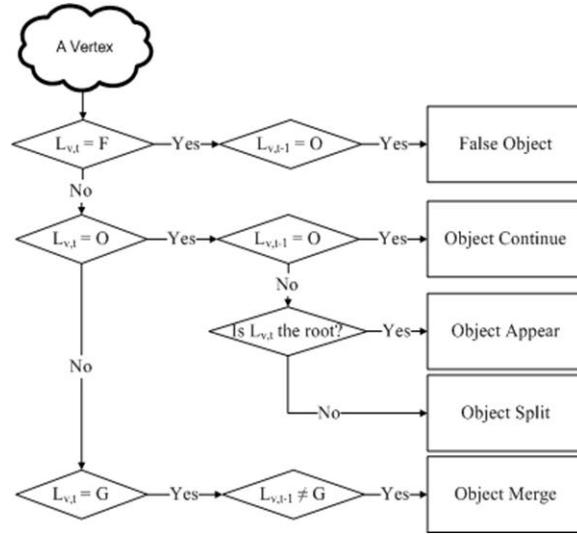 A Vertex
L_{v,t} = F
Yes
L_{v,t-1} = O
Yes
False Object
No
L_{v,t} = O
Yes
L_{v,t-1} = O
Yes
Object Continue
No
Is L_{v,t} the root?
Yes
Object Appear
No
No
Object Split
L_{v,t} = G
Yes
L_{v,t-1} ≠ G
Yes
Object Merge